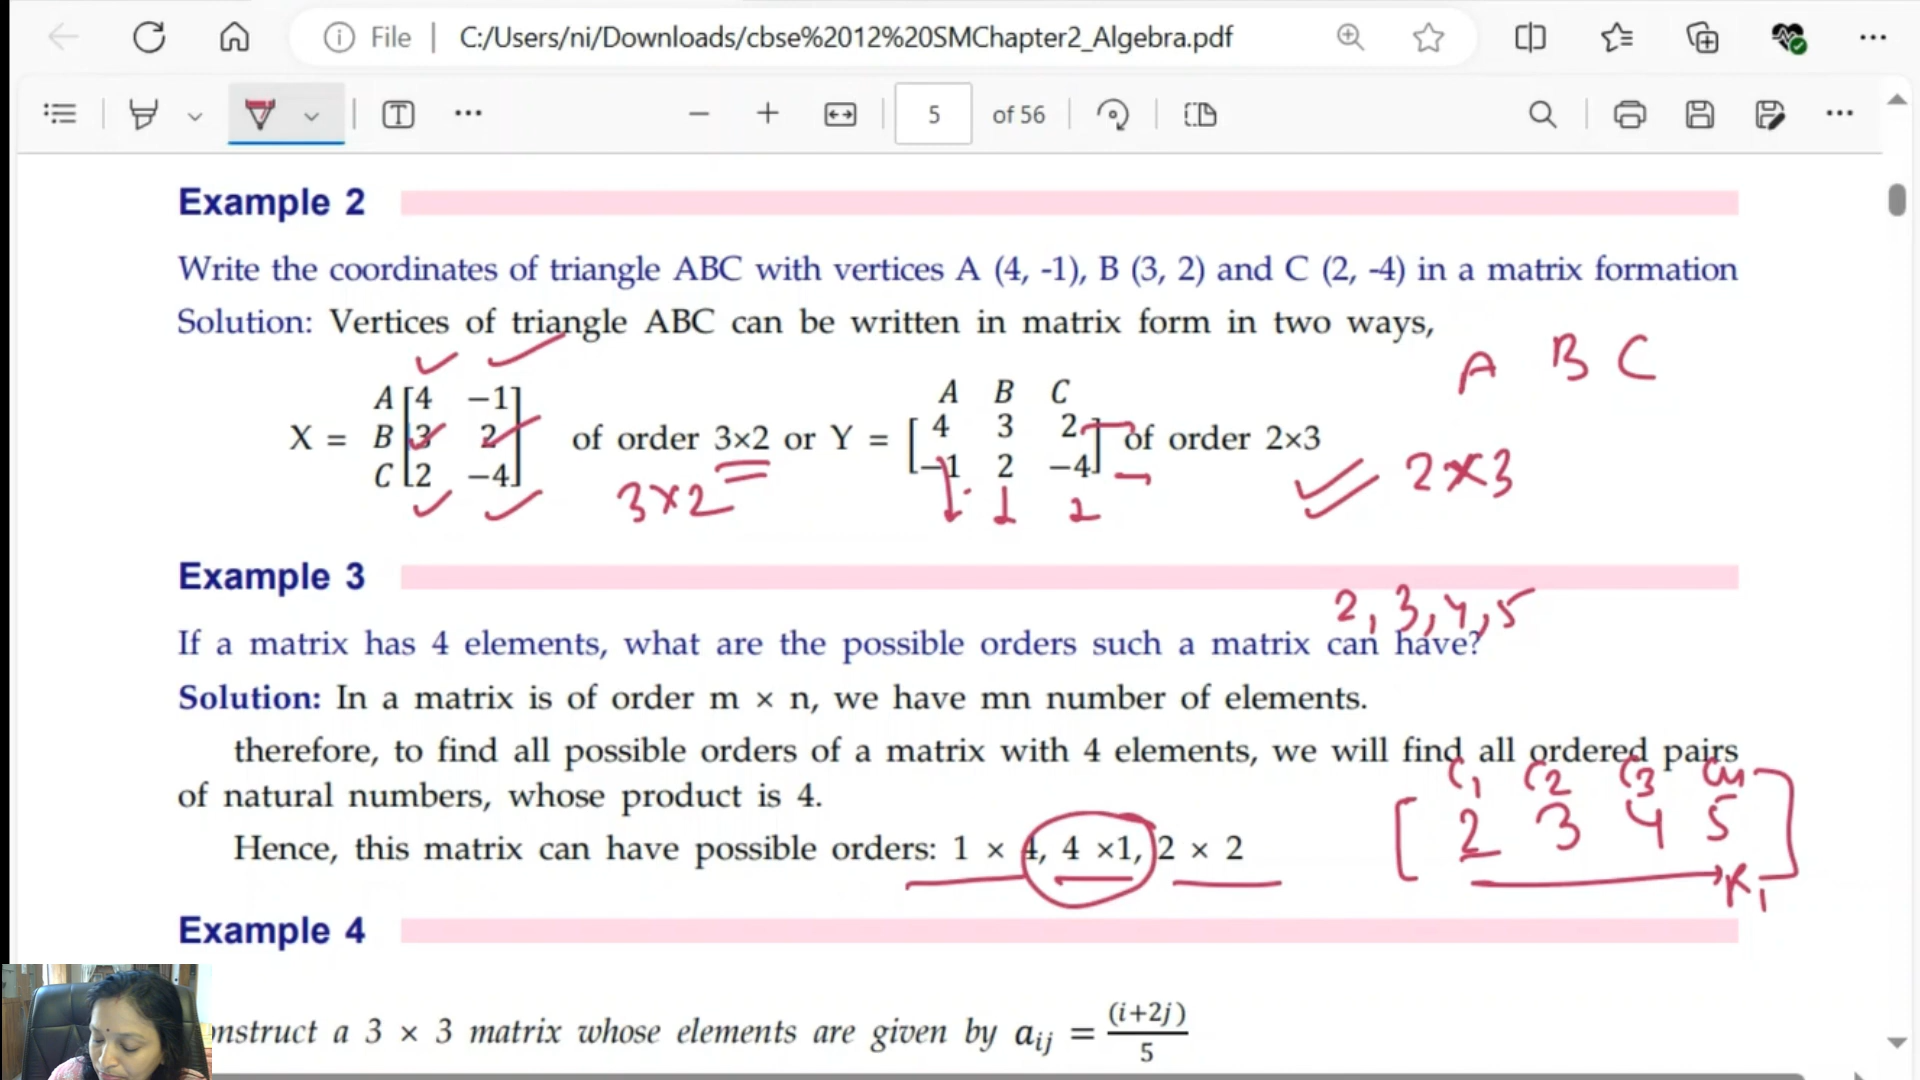 File | C:/Users/ni/Downloads/cbse%2012%20SMChapter2_Algebra.pdf
5 of 56
Example 2
Write the coordinates of triangle ABC with vertices A (4, -1), B (3, 2) and C (2, -4) in a matrix formation
Solution: Vertices of triangle ABC can be written in matrix form in two ways,
A B C
A [4 −1]
X = B [3 2] of order 3×2 or Y =
C [2 −4]
A B C
[4 3 2]
[−1 2 −4] of order 2×3
3×2
1 2
2×3
Example 3
2, 3, 4, 5
If a matrix has 4 elements, what are the possible orders such a matrix can have?
Solution: In a matrix is of order m × n, we have mn number of elements.
therefore, to find all possible orders of a matrix with 4 elements, we will find all ordered pairs
of natural numbers, whose product is 4.
C1 C2 C3 C4
[2 3 4 5]
R1
Hence, this matrix can have possible orders: 1 × 4, 4 ×1, 2 × 2
Example 4
nstruct a 3 × 3 matrix whose elements are given by aij = (i+2j)/5